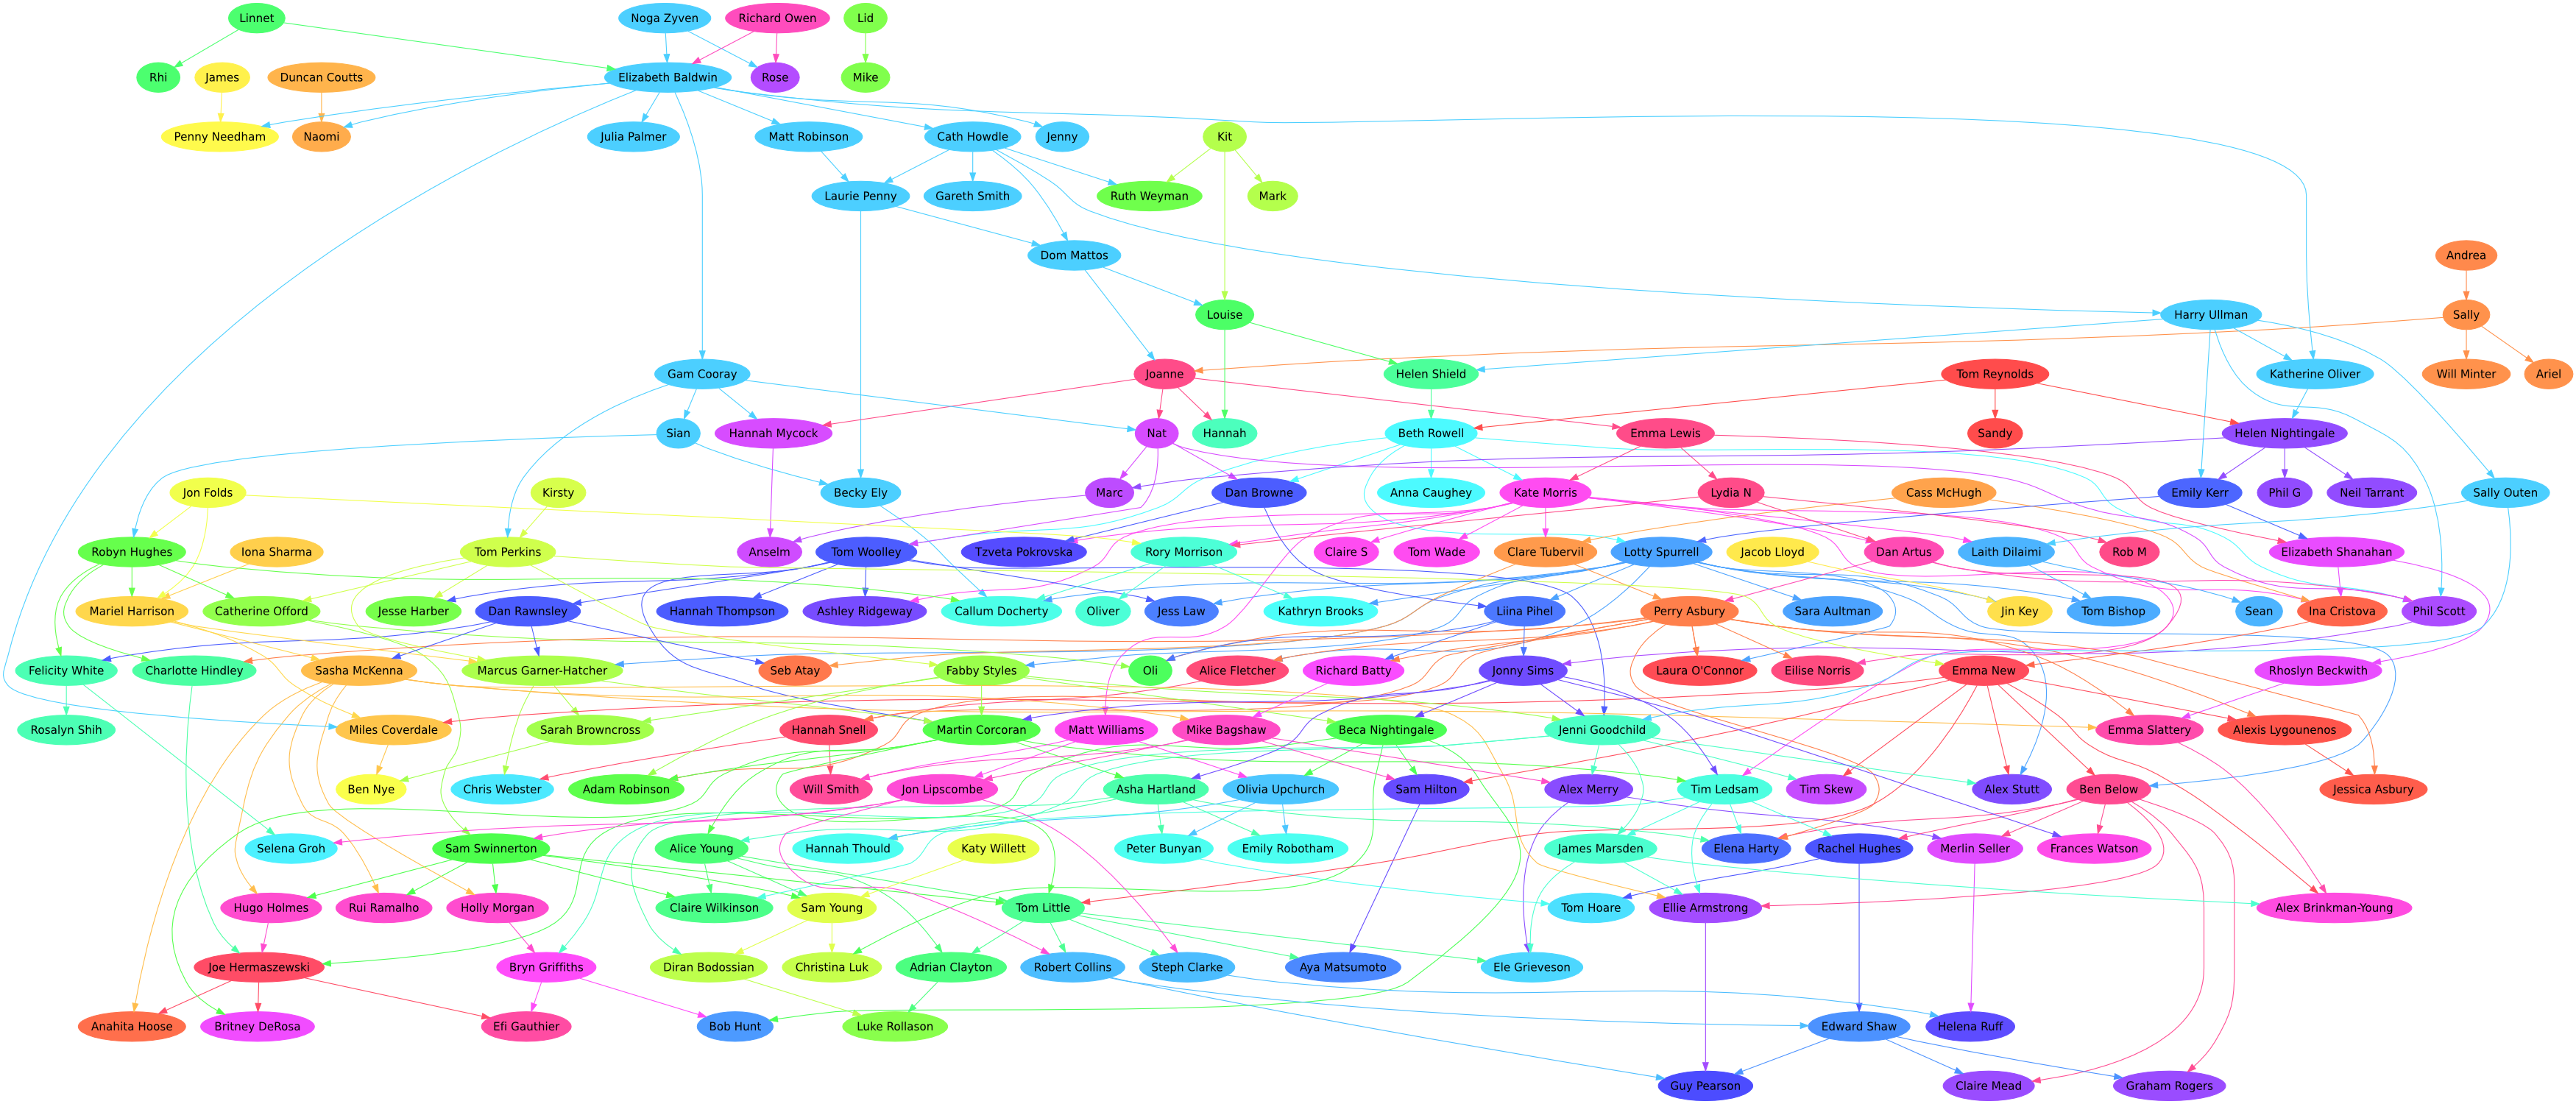 Linnet
Noga Zyven
Richard Owen
Lid
Rhi
James
Duncan Coutts
Elizabeth Baldwin
Rose
Mike
Penny Needham
Naomi
Julia Palmer
Matt Robinson
Cath Howdle
Jenny
Kit
Laurie Penny
Gareth Smith
Ruth Weyman
Mark
Dom Mattos
Andrea
Louise
Harry Ullman
Sally
Gam Cooray
Joanne
Helen Shield
Tom Reynolds
Katherine Oliver
Will Minter
Ariel
Sian
Hannah Mycock
Nat
Hannah
Beth Rowell
Emma Lewis
Sandy
Helen Nightingale
Jon Folds
Kirsty
Becky Ely
Marc
Dan Browne
Anna Caughey
Kate Morris
Lydia N
Cass McHugh
Emily Kerr
Phil G
Neil Tarrant
Sally Outen
Robyn Hughes
Iona Sharma
Tom Perkins
Anselm
Tom Woolley
Tzveta Pokrovska
Rory Morrison
Claire S
Tom Wade
Clare Tubervil
Lotty Spurrell
Jacob Lloyd
Dan Artus
Laith Dilaimi
Rob M
Elizabeth Shanahan
Mariel Harrison
Catherine Offord
Jesse Harber
Dan Rawnsley
Hannah Thompson
Ashley Ridgeway
Callum Docherty
Oliver
Jess Law
Kathryn Brooks
Liina Pihel
Perry Asbury
Sara Aultman
Jin Key
Tom Bishop
Sean
Ina Cristova
Phil Scott
Felicity White
Charlotte Hindley
Sasha McKenna
Marcus Garner-Hatcher
Seb Atay
Fabby Styles
Oli
Alice Fletcher
Richard Batty
Jonny Sims
Laura O'Connor
Eilise Norris
Emma New
Rhoslyn Beckwith
Rosalyn Shih
Miles Coverdale
Sarah Browncross
Hannah Snell
Martin Corcoran
Matt Williams
Mike Bagshaw
Beca Nightingale
Jenni Goodchild
Emma Slattery
Alexis Lygounenos
Ben Nye
Chris Webster
Adam Robinson
Will Smith
Jon Lipscombe
Asha Hartland
Olivia Upchurch
Sam Hilton
Alex Merry
Tim Ledsam
Tim Skew
Alex Stutt
Ben Below
Jessica Asbury
Selena Groh
Sam Swinnerton
Alice Young
Hannah Thould
Katy Willett
Peter Bunyan
Emily Robotham
James Marsden
Elena Harty
Rachel Hughes
Merlin Seller
Frances Watson
Hugo Holmes
Rui Ramalho
Holly Morgan
Claire Wilkinson
Sam Young
Tom Little
Tom Hoare
Ellie Armstrong
Alex Brinkman-Young
Joe Hermaszewski
Bryn Griffiths
Diran Bodossian
Christina Luk
Adrian Clayton
Robert Collins
Steph Clarke
Aya Matsumoto
Ele Grieveson
Anahita Hoose
Britney DeRosa
Efi Gauthier
Bob Hunt
Luke Rollason
Edward Shaw
Helena Ruff
Guy Pearson
Claire Mead
Graham Rogers